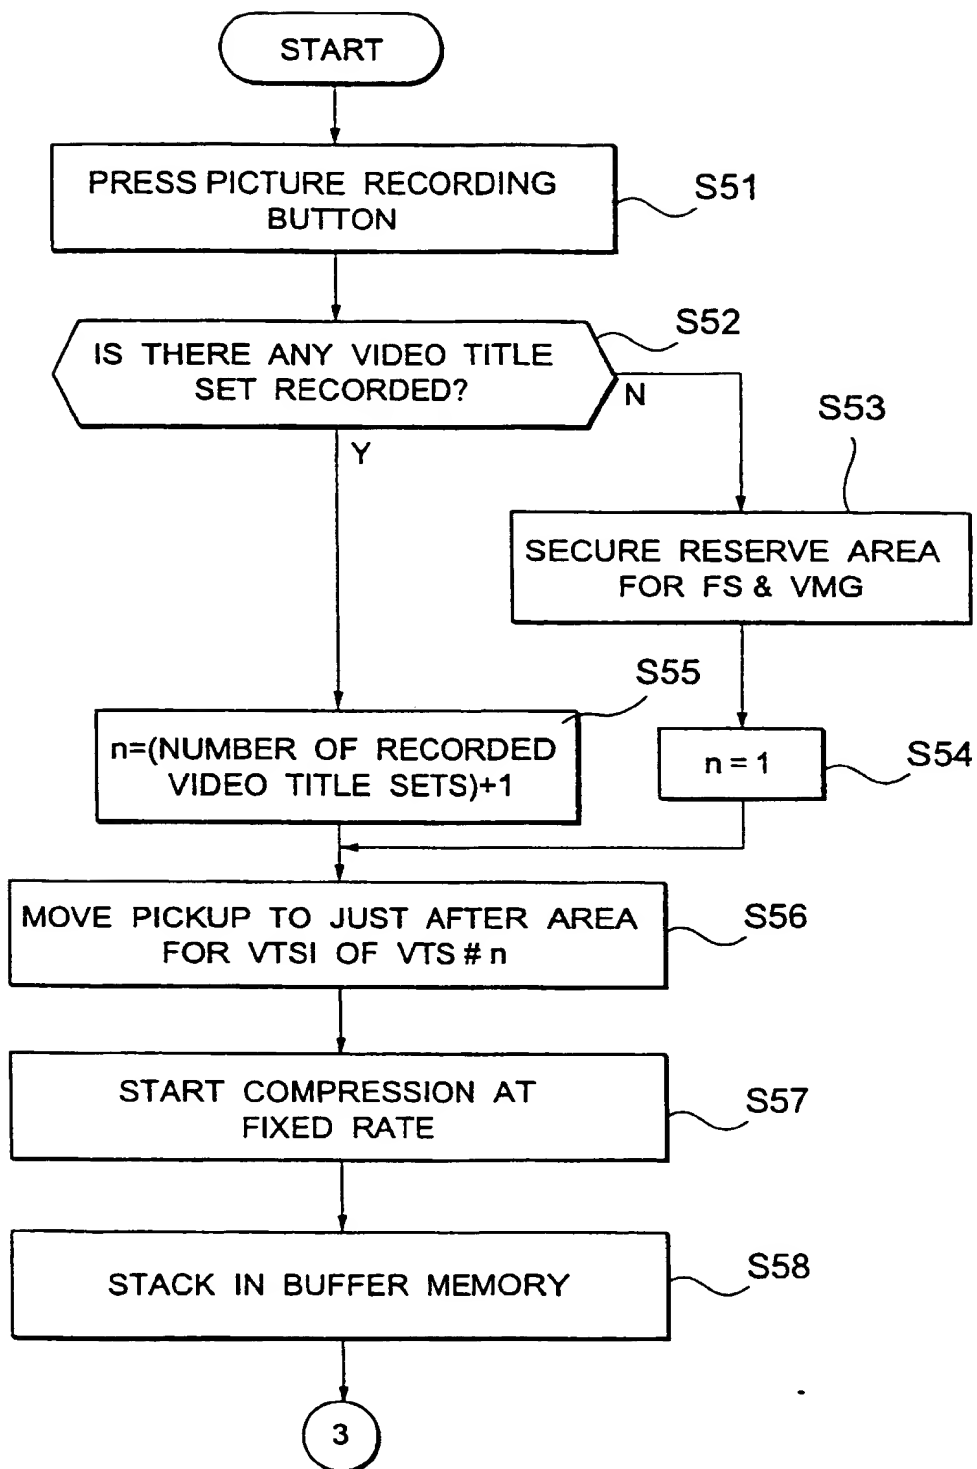 START
PRESS PICTURE RECORDING
BUTTON
S51
IS THERE ANY VIDEO TITLE
SET RECORDED?
S52
N
Y
S53
SECURE RESERVE AREA
FOR FS & VMG
S55
n=(NUMBER OF RECORDED
VIDEO TITLE SETS)+1
n = 1
S54
MOVE PICKUP TO JUST AFTER AREA
FOR VTSI OF VTS # n
S56
START COMPRESSION AT
FIXED RATE
S57
STACK IN BUFFER MEMORY
S58
3